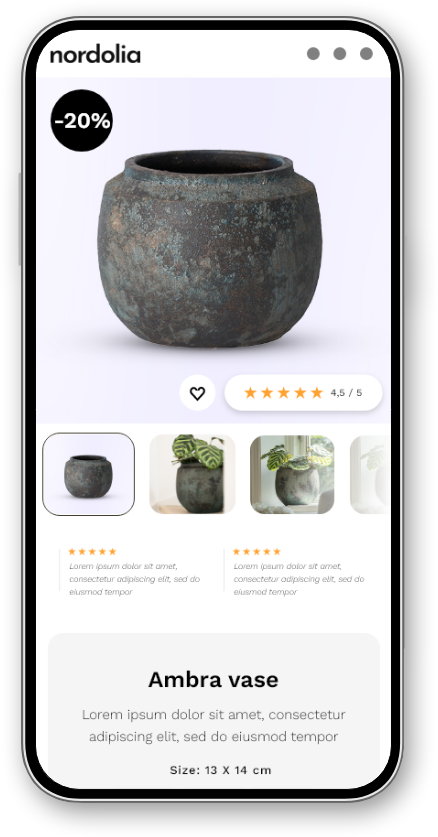 nordolia
-20%
4,5 / 5
Lorem ipsum dolor sit amet,
consectetur adipiscing elit, sed do
eiusmod tempor
Lorem ipsum dolor sit amet,
consectetur adipiscing elit, sed do
eiusmod tempor
Ambra vase
Lorem ipsum dolor sit amet, consectetur
adipiscing elit, sed do eiusmod tempor
Size: 13 X 14 cm